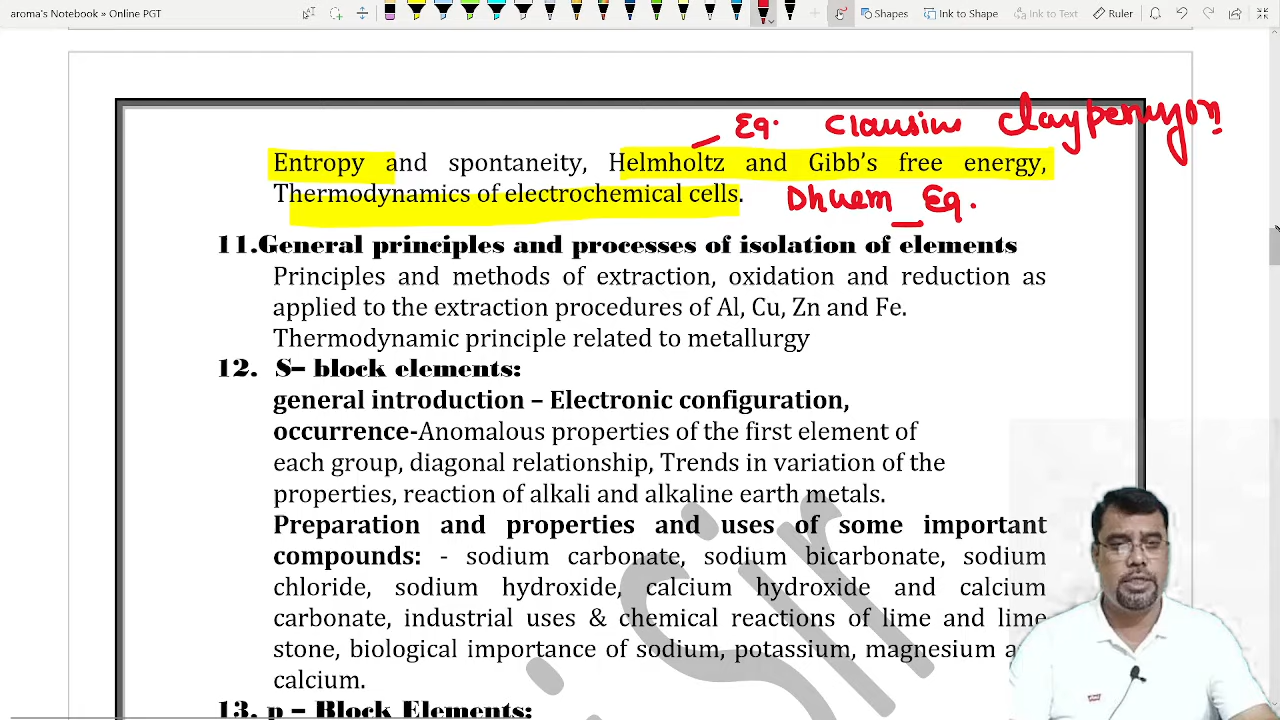 aroma's Notebook » Online TGT
Shapes Ink to Shape Ink to Text Ruler
Eq. Clausius Claypenuyon
Entropy and spontaneity, Helmholtz and Gibb's free energy,
Thermodynamics of electrochemical cells. Dhuem Eq.
11.General principles and processes of isolation of elements
Principles and methods of extraction, oxidation and reduction as
applied to the extraction procedures of Al, Cu, Zn and Fe.
Thermodynamic principle related to metallurgy
12. S– block elements:
general introduction – Electronic configuration,
occurrence-Anomalous properties of the first element of
each group, diagonal relationship, Trends in variation of the
properties, reaction of alkali and alkaline earth metals.
Preparation and properties and uses of some important
compounds: - sodium carbonate, sodium bicarbonate, sodium
chloride, sodium hydroxide, calcium hydroxide and calcium
carbonate, industrial uses & chemical reactions of lime and lime
stone, biological importance of sodium, potassium, magnesium a
calcium.
13. p – Block Elements:
i Sir